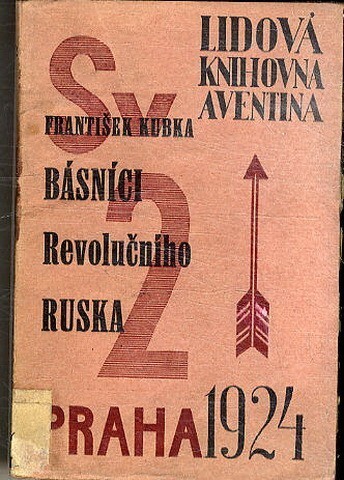 LIDOVÁ
KNIHOVNA
AVENTINA
Sv
2
FRANTIŠEK KUBKA
BÁSNÍCI
Revolučního
RUSKA
PRAHA 1924